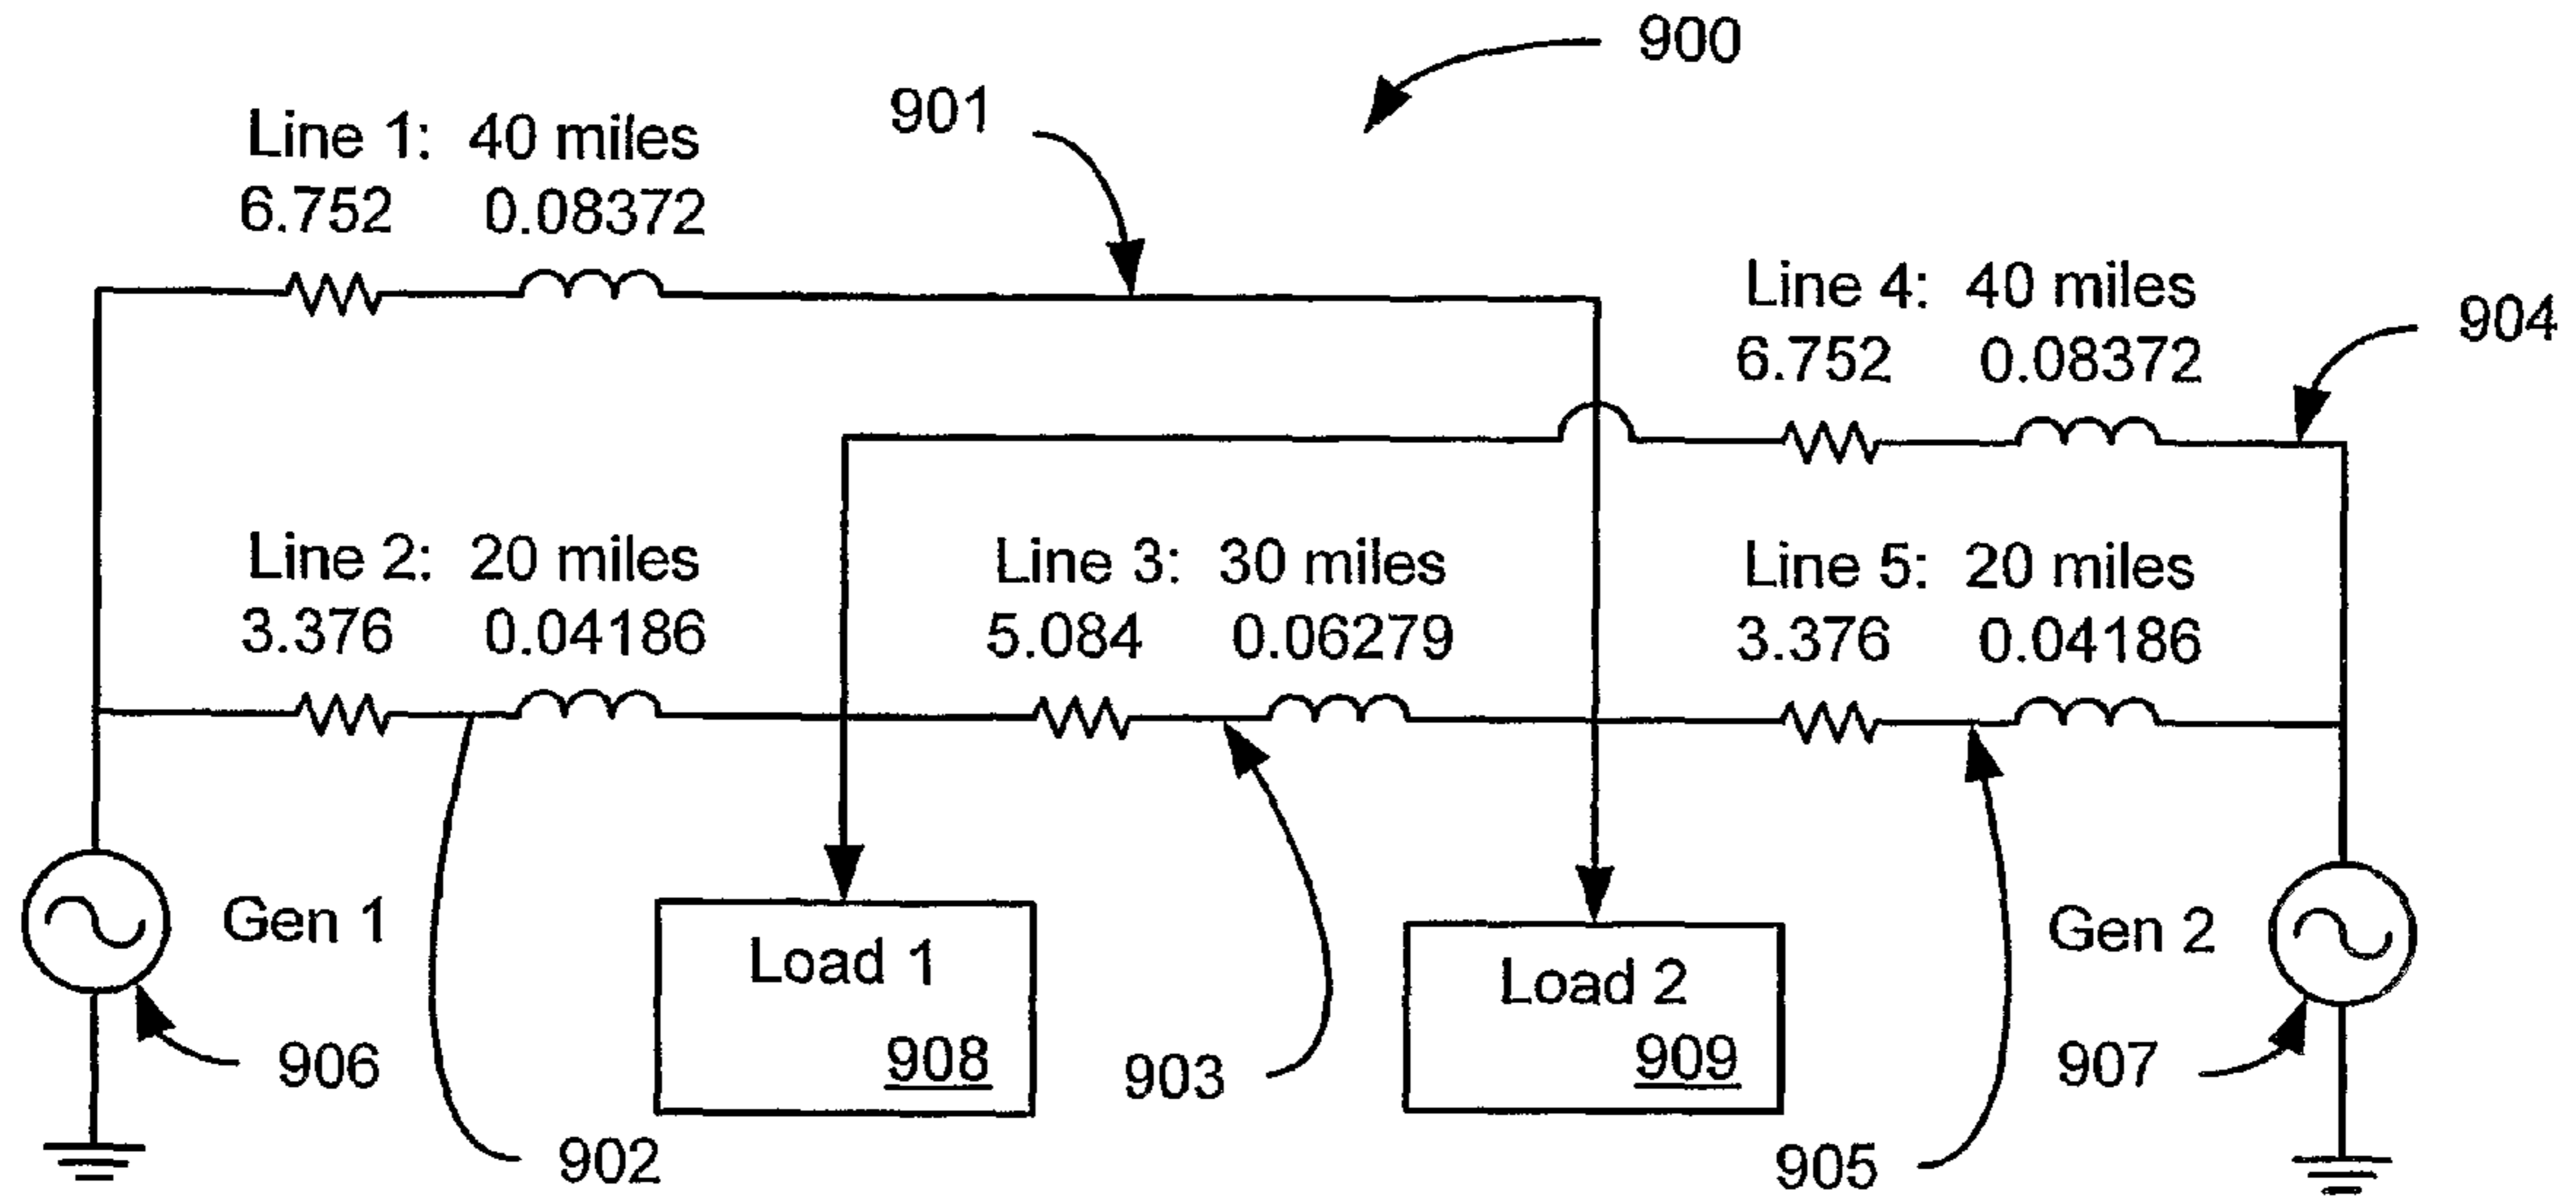 900
901
Line 1: 40 miles
6.752 0.08372
Line 4: 40 miles
6.752 0.08372
904
Line 2: 20 miles
3.376 0.04186
Line 3: 30 miles
5.084 0.06279
Line 5: 20 miles
3.376 0.04186
Gen 1
Load 1
908
Load 2
909
Gen 2
906
903
907
902
905